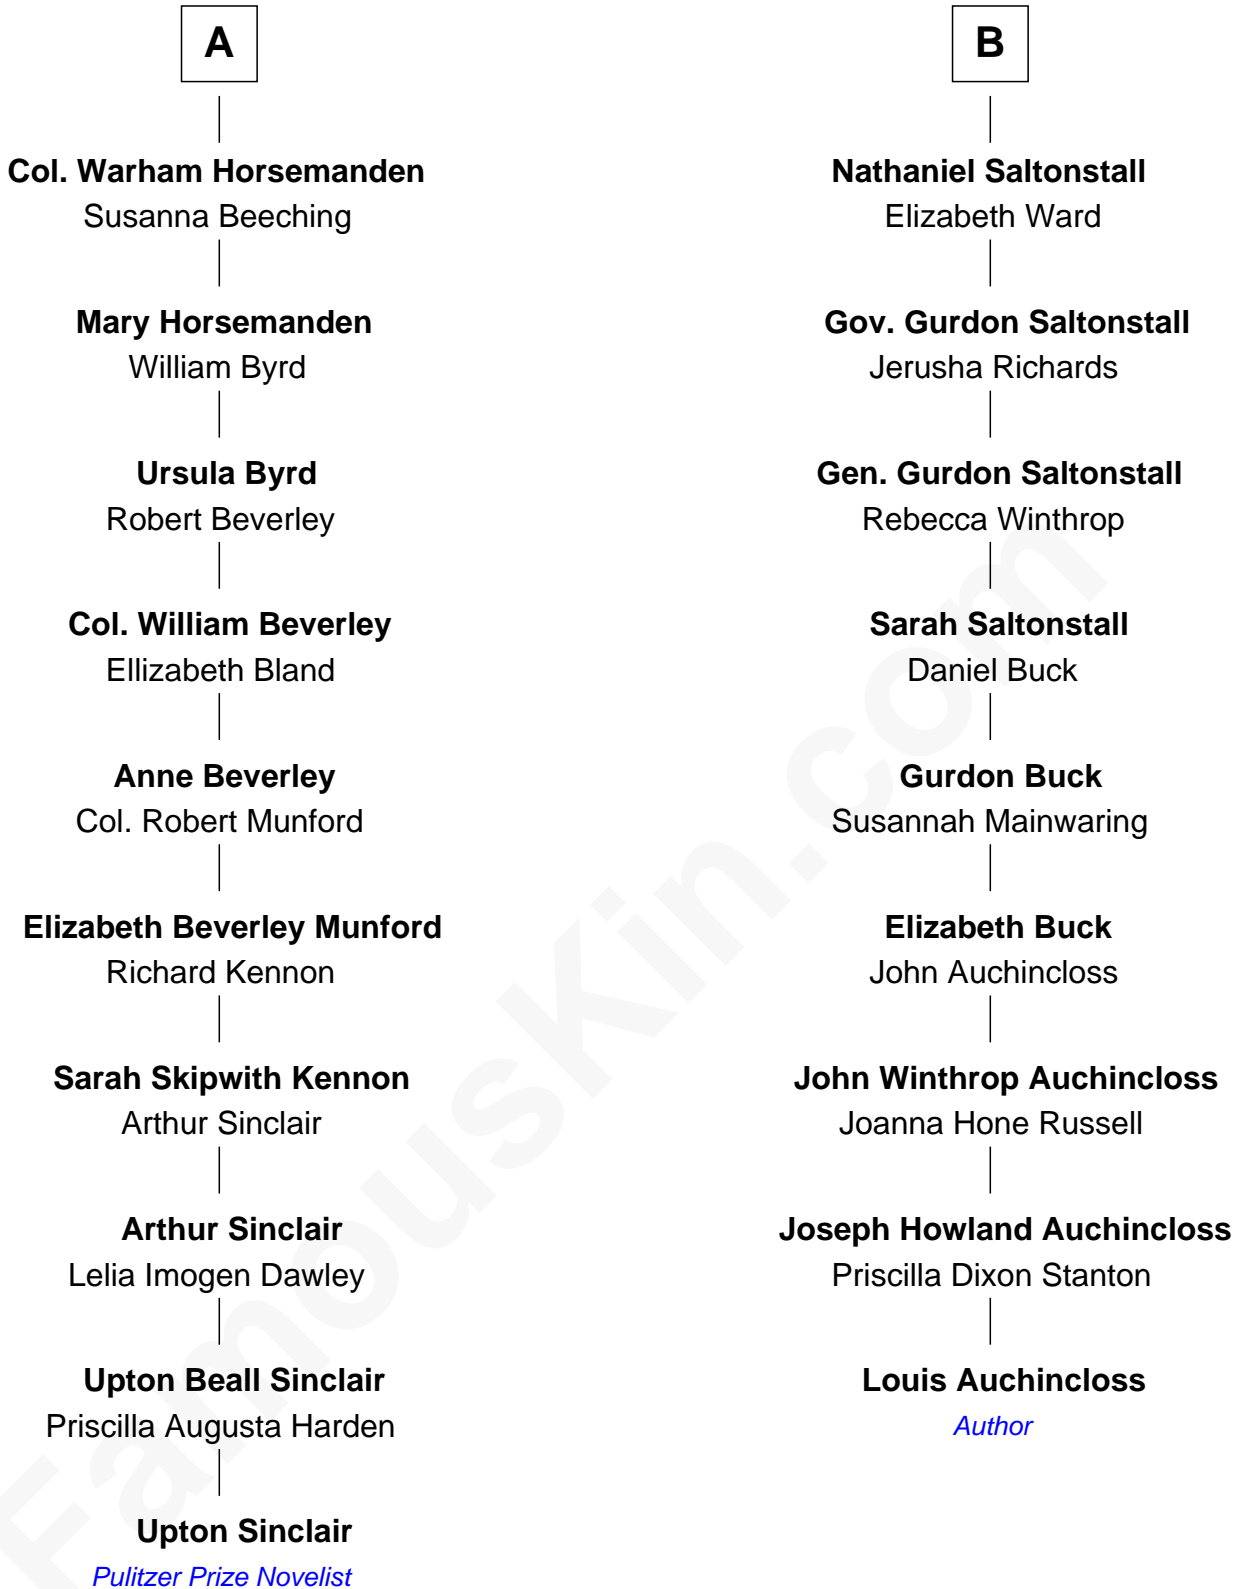 A
Col. Warham Horsemanden
Susanna Beeching
Mary Horsemanden
William Byrd
Ursula Byrd
Robert Beverley
Col. William Beverley
Ellizabeth Bland
Anne Beverley
Col. Robert Munford
Elizabeth Beverley Munford
Richard Kennon
Sarah Skipwith Kennon
Arthur Sinclair
Arthur Sinclair
Lelia Imogen Dawley
Upton Beall Sinclair
Priscilla Augusta Harden
Upton Sinclair
Pulitzer Prize Novelist
B
Nathaniel Saltonstall
Elizabeth Ward
Gov. Gurdon Saltonstall
Jerusha Richards
Gen. Gurdon Saltonstall
Rebecca Winthrop
Sarah Saltonstall
Daniel Buck
Gurdon Buck
Susannah Mainwaring
Elizabeth Buck
John Auchincloss
John Winthrop Auchincloss
Joanna Hone Russell
Joseph Howland Auchincloss
Priscilla Dixon Stanton
Louis Auchincloss
Author
FamousKin.com